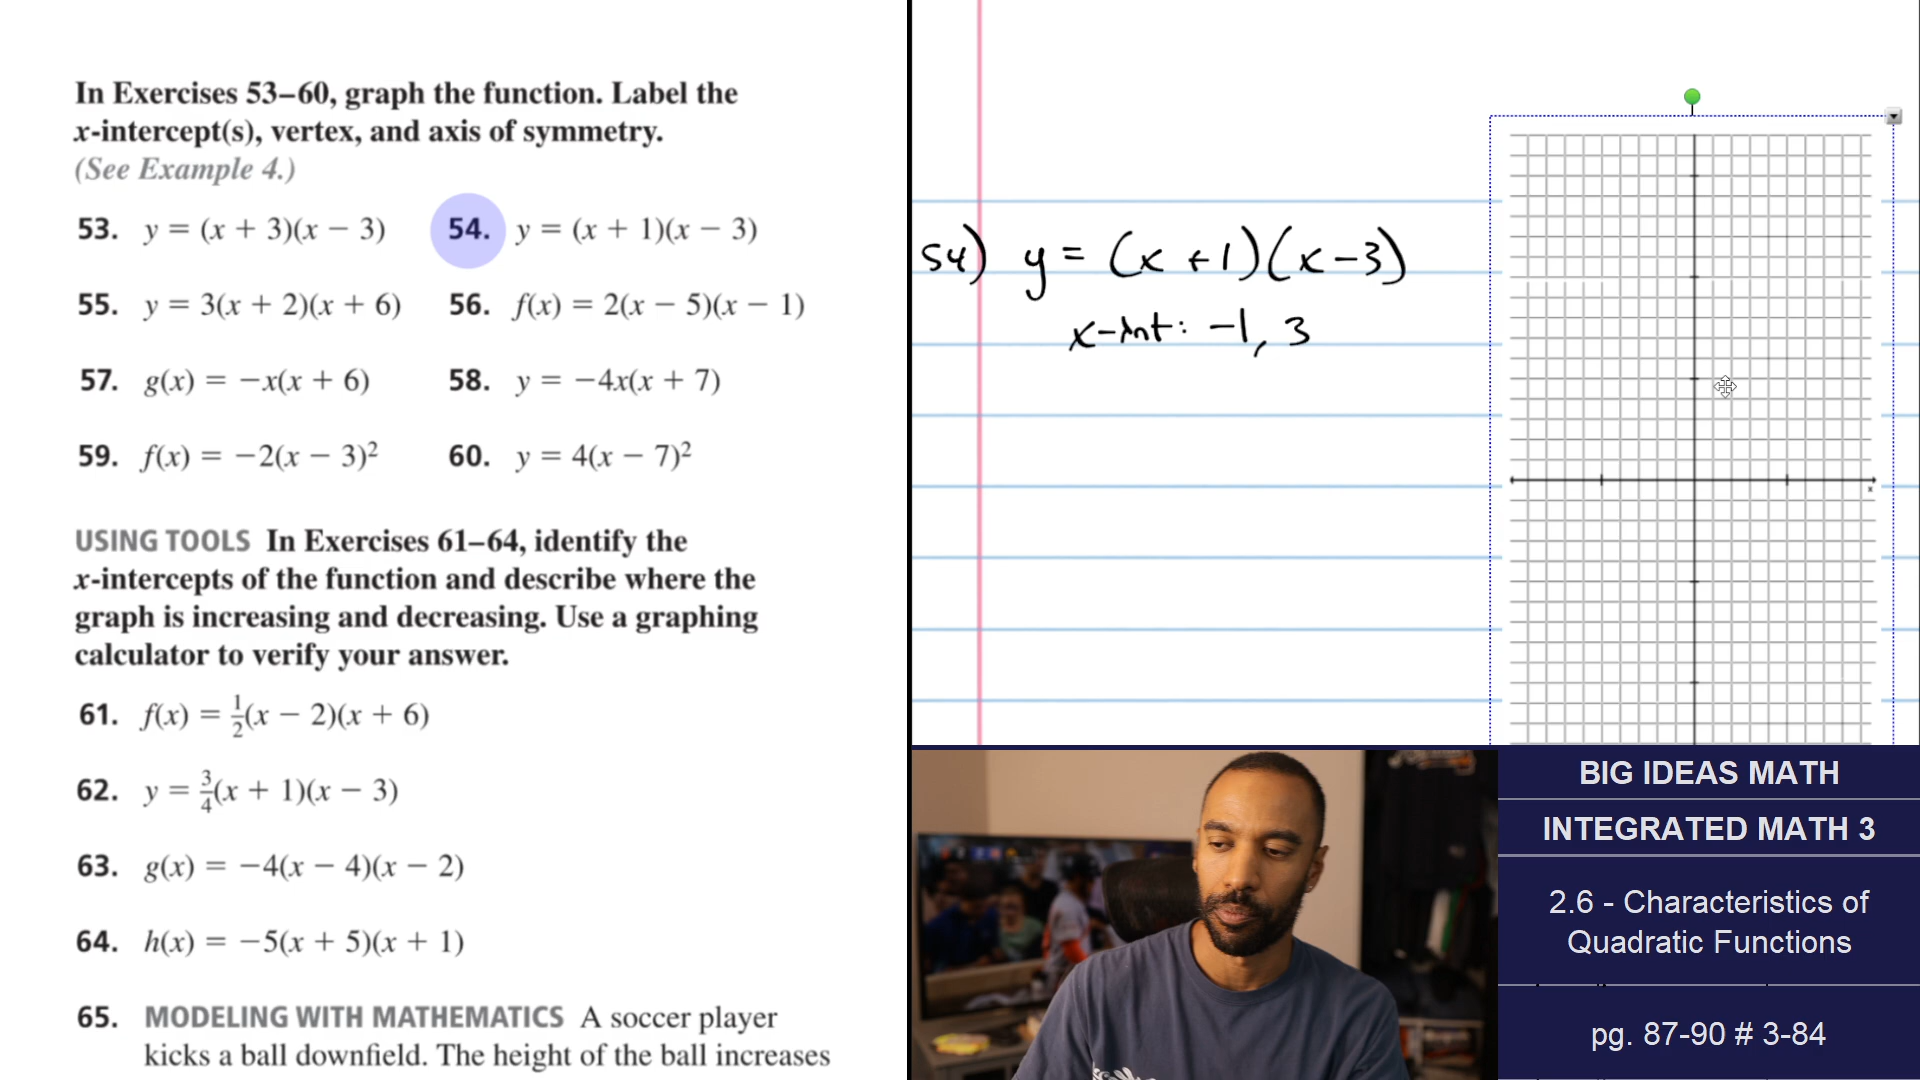 In Exercises 53–60, graph the function. Label the
x-intercept(s), vertex, and axis of symmetry.
(See Example 4.)
53. y = (x + 3)(x − 3) 54. y = (x + 1)(x − 3)
55. y = 3(x + 2)(x + 6) 56. f(x) = 2(x − 5)(x − 1)
57. g(x) = −x(x + 6) 58. y = −4x(x + 7)
59. f(x) = −2(x − 3)² 60. y = 4(x − 7)²
USING TOOLS In Exercises 61–64, identify the
x-intercepts of the function and describe where the
graph is increasing and decreasing. Use a graphing
calculator to verify your answer.
61. f(x) = ½(x − 2)(x + 6)
62. y = ¾(x + 1)(x − 3)
63. g(x) = −4(x − 4)(x − 2)
64. h(x) = −5(x + 5)(x + 1)
65. MODELING WITH MATHEMATICS A soccer player
kicks a ball downfield. The height of the ball increases
54) y = (x +1)(x−3)
x-int: −1, 3
x
BIG IDEAS MATH
INTEGRATED MATH 3
2.6 - Characteristics of
Quadratic Functions
pg. 87-90 # 3-84